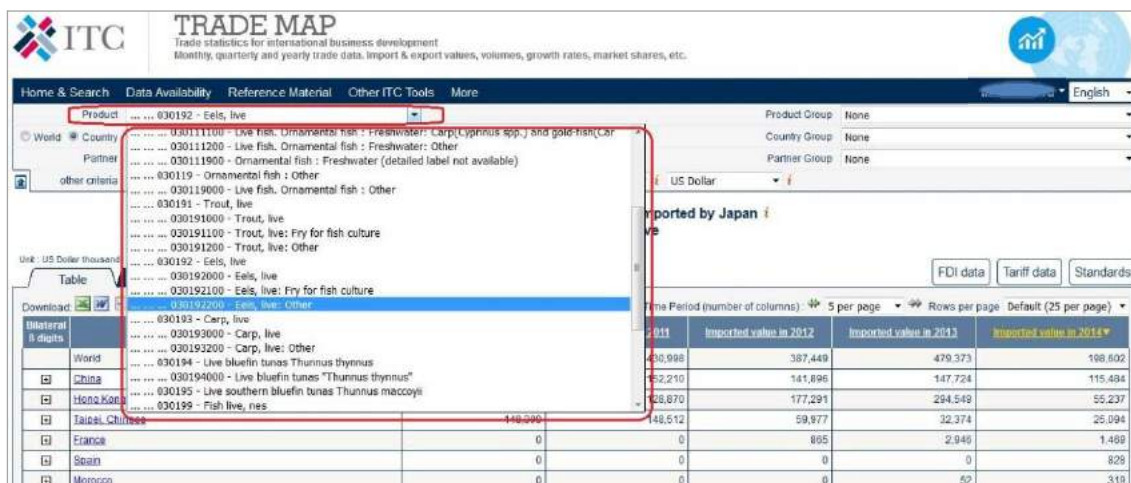 ITC
TRADE MAP
Trade statistics for international business development
Monthly, quarterly and yearly trade data. Import & export values, volumes, growth rates, market shares, etc.
Home & Search Data Availability Reference Material Other ITC Tools More English
Product ... ... 030192 - Eels, live Product Group None
World Country Country Group None
Partner Partner Group None
other criteria i US Dollar i
... ... ... 030111100 - Live fish. Ornamental fish : Freshwater: Carp(Cyprinus spp.) and gold-fish(Car
... ... ... 030111200 - Live fish. Ornamental fish : Freshwater: Other
... ... ... 030111900 - Ornamental fish : Freshwater (detailed label not available)
... ... 030119 - Ornamental fish : Other
... ... ... 030119000 - Live fish. Ornamental fish : Other
... ... 030191 - Trout, live
... ... ... 030191000 - Trout, live
... ... ... 030191100 - Trout, live: Fry for fish culture
... ... ... 030191200 - Trout, live: Other
... ... 030192 - Eels, live
... ... ... 030192000 - Eels, live
... ... ... 030192100 - Eels, live: Fry for fish culture
... ... ... 030192200 - Eels, live: Other
... ... 030193 - Carp, live
... ... ... 030193000 - Carp, live
... ... ... 030193200 - Carp, live: Other
... ... 030194 - Live bluefin tunas Thunnus thynnus
... ... ... 030194000 - Live bluefin tunas "Thunnus thynnus"
... ... 030195 - Live southern bluefin tunas Thunnus maccoyii
... ... 030199 - Fish live, nes
mported by Japan i
ve
Unit : US Dollar thousand
Table FDI data Tariff data Standards
Download: Time Period (number of columns) : 5 per page Rows per page Default (25 per page)
Bilateral 8 digits 2011 Imported value in 2012 Imported value in 2013 Imported value in 2014
World 430,998 387,449 479,373 198,602
China 152,210 141,896 147,724 115,484
Hong Kong 128,870 177,291 294,549 55,237
Taipei, Chinese 148,512 59,977 32,374 25,094
France 0 0 865 2,946 1,469
Spain 0 0 0 0 828
Morocco 0 0 0 52 319